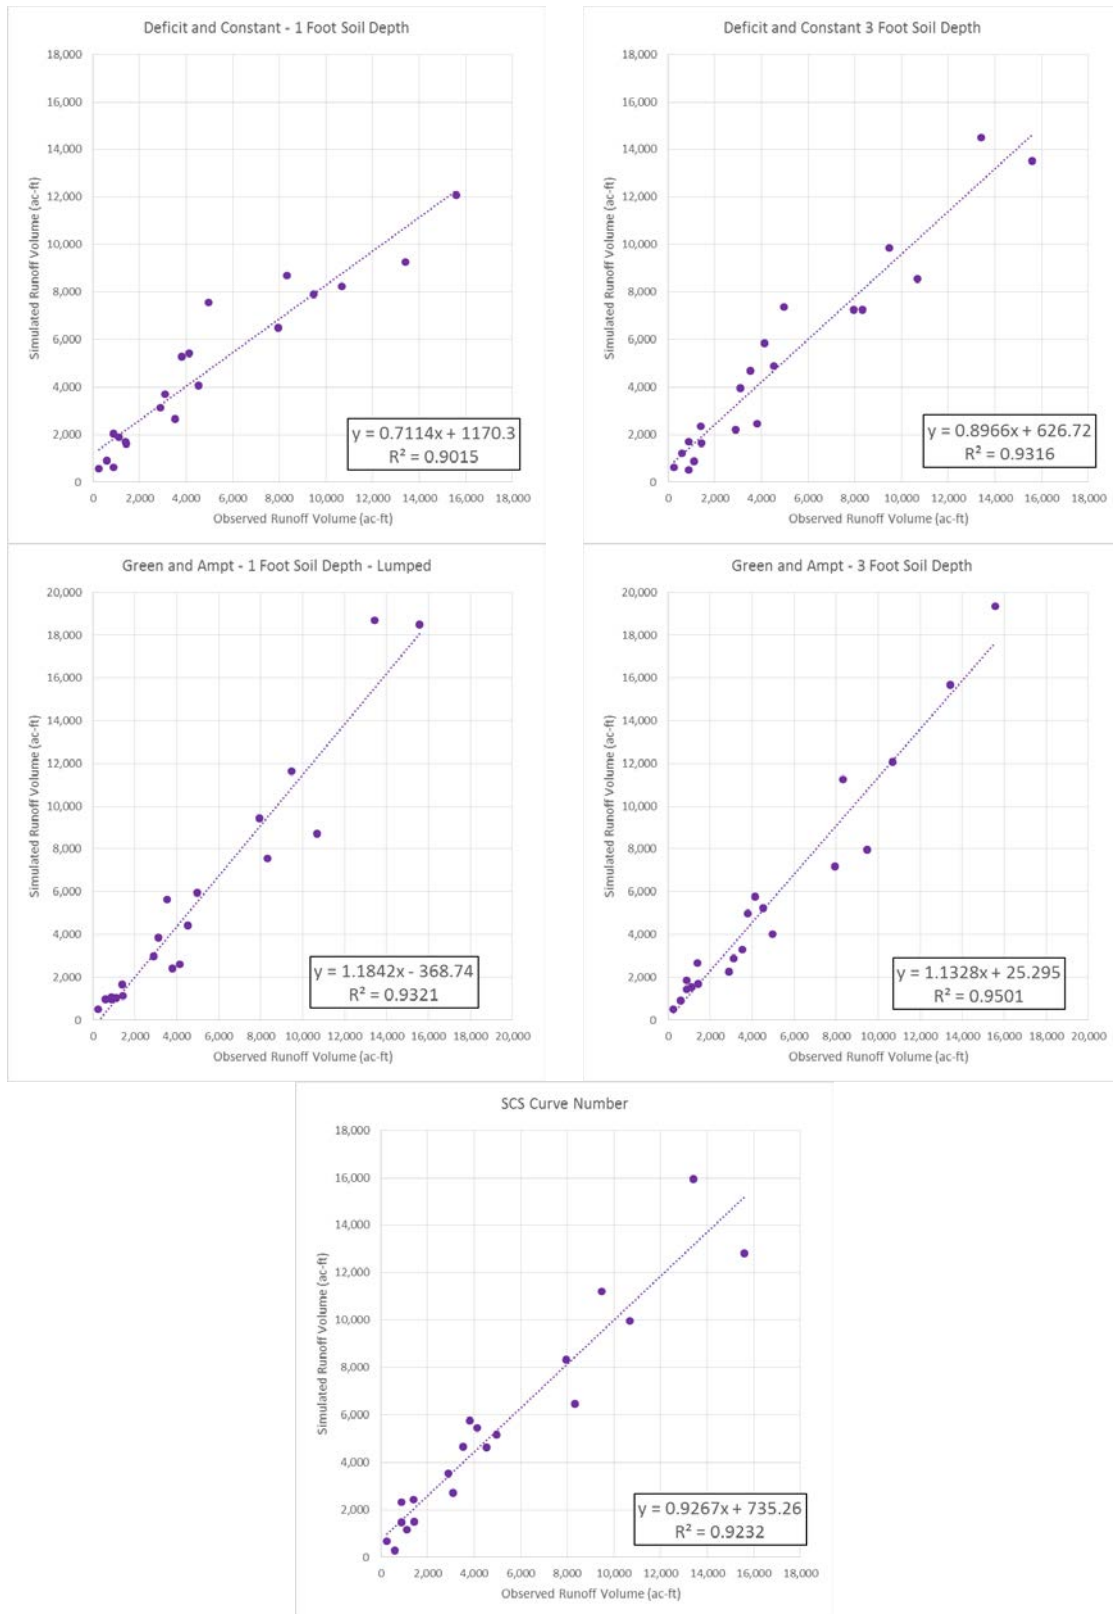 Deficit and Constant - 1 Foot Soil Depth
18,000
16,000
14,000
12,000
10,000
8,000
6,000
4,000
2,000
0
Simulated Runoff Volume (ac-ft)
y = 0.7114x + 1170.3
R² = 0.9015
0 2,000 4,000 6,000 8,000 10,000 12,000 14,000 16,000 18,000
Observed Runoff Volume (ac-ft)
Deficit and Constant 3 Foot Soil Depth
18,000
16,000
14,000
12,000
10,000
8,000
6,000
4,000
2,000
0
Simulated Runoff Volume (ac-ft)
y = 0.8966x + 626.72
R² = 0.9316
0 2,000 4,000 6,000 8,000 10,000 12,000 14,000 16,000 18,000
Observed Runoff Volume (ac-ft)
Green and Ampt - 1 Foot Soil Depth - Lumped
20,000
18,000
16,000
14,000
12,000
10,000
8,000
6,000
4,000
2,000
0
Simulated Runoff Volume (ac-ft)
y = 1.1842x - 368.74
R² = 0.9321
0 2,000 4,000 6,000 8,000 10,000 12,000 14,000 16,000 18,000 20,000
Observed Runoff Volume (ac-ft)
Green and Ampt - 3 Foot Soil Depth
20,000
18,000
16,000
14,000
12,000
10,000
8,000
6,000
4,000
2,000
0
Simulated Runoff Volume (ac-ft)
y = 1.1328x + 25.295
R² = 0.9501
0 2,000 4,000 6,000 8,000 10,000 12,000 14,000 16,000 18,000 20,000
Observed Runoff Volume (ac-ft)
SCS Curve Number
18,000
16,000
14,000
12,000
10,000
8,000
6,000
4,000
2,000
0
Simulated Runoff Volume (ac-ft)
y = 0.9267x + 735.26
R² = 0.9232
0 2,000 4,000 6,000 8,000 10,000 12,000 14,000 16,000 18,000
Observed Runoff Volume (ac-ft)